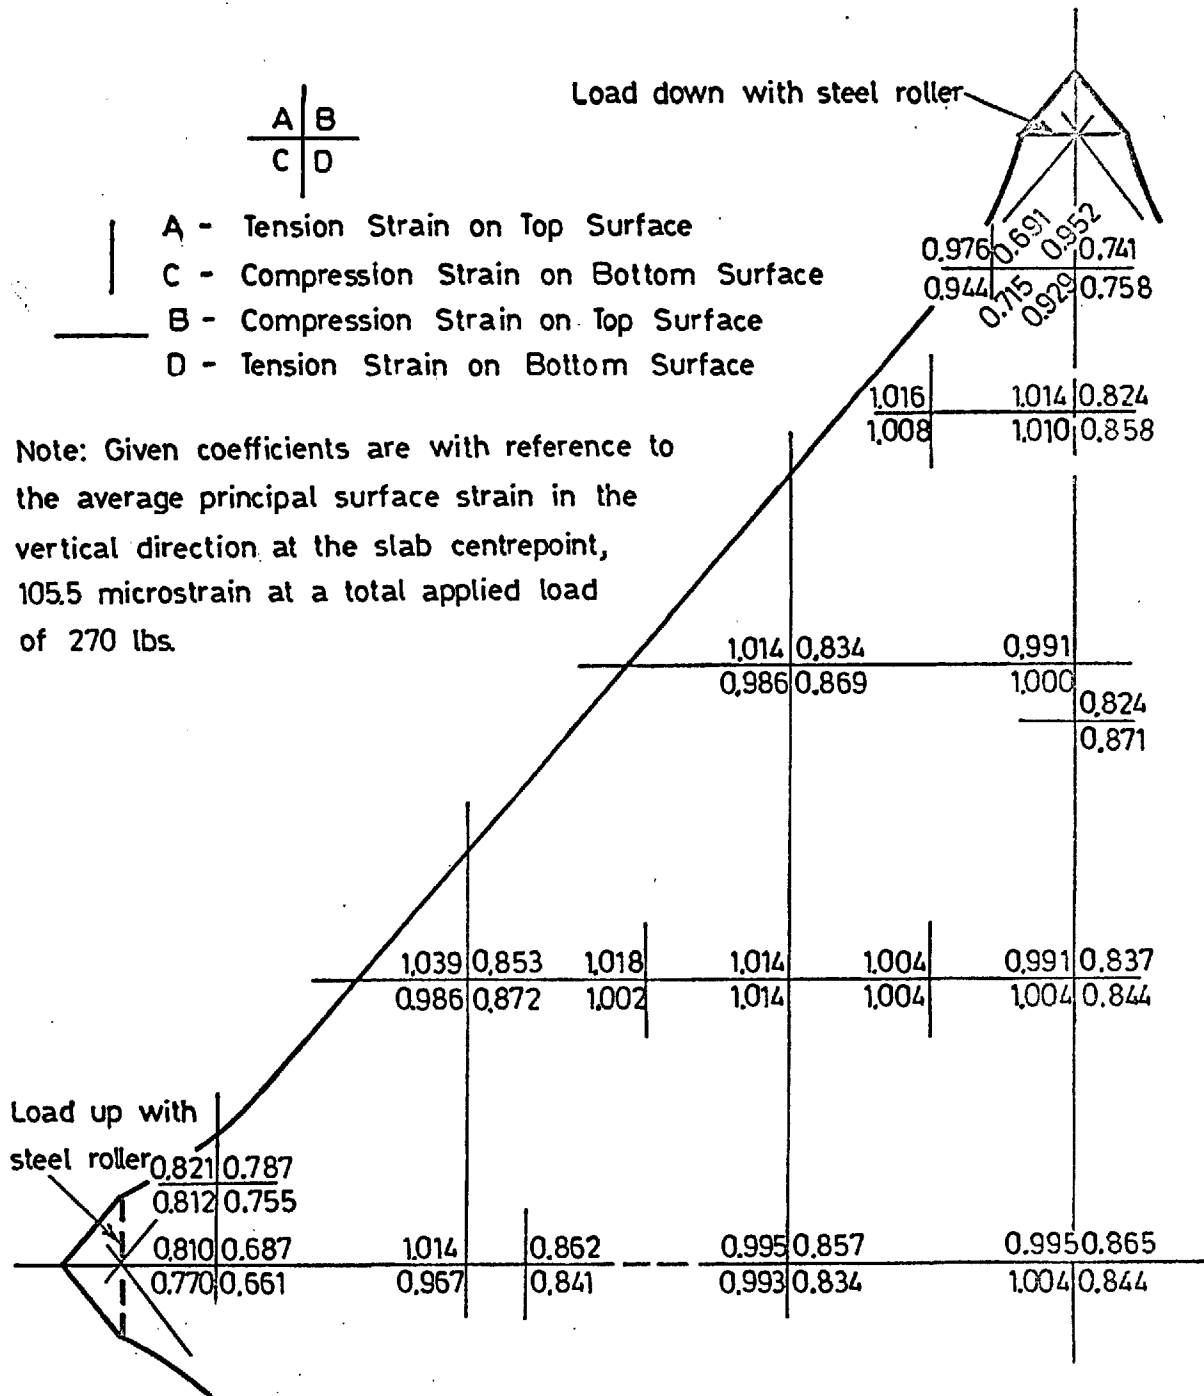 Load down with steel roller
A B
C D
A - Tension Strain on Top Surface
C - Compression Strain on Bottom Surface
B - Compression Strain on Top Surface
D - Tension Strain on Bottom Surface
0.976 0.691 0.952 0.741
0.944 0.715 0.929 0.758
1.016 1.014 0.824
1.008 1.010 0.858
Note: Given coefficients are with reference to
the average principal surface strain in the
vertical direction at the slab centrepoint,
105.5 microstrain at a total applied load
of 270 lbs.
1.014 0.834 0.991
0.986 0.869 1.000
0.824
0.871
1.039 0.853 1.018 1.014 1.004 0.991 0.837
0.986 0.872 1.002 1.014 1.004 1.004 0.844
Load up with
steel roller
0.821 0.787
0.812 0.755
0.810 0.687 1.014 0.862 0.995 0.857 0.995 0.865
0.770 0.661 0.967 0.841 0.993 0.834 1.004 0.844